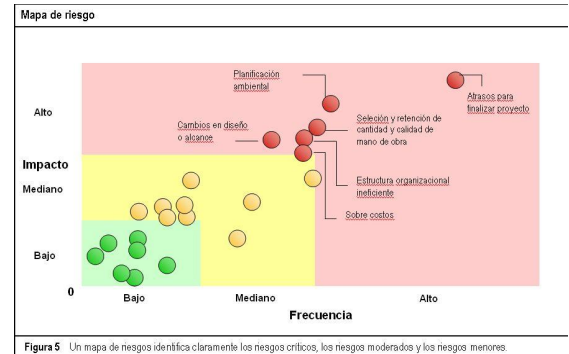 Mapa de riesgo
Planificación
ambiental
Atrasos para
finalizar proyecto
Alto
Cambios en diseño
o alcance
Seleción y retención de
cantidad y calidad de
mano de obra
Impacto
Mediano
Estructura organizacional
ineficiente
Sobre costos
Bajo
0
Bajo
Mediano
Alto
Frecuencia
Figura 5 Un mapa de riesgos identifica claramente los riesgos críticos, los riesgos moderados y los riesgos menores.